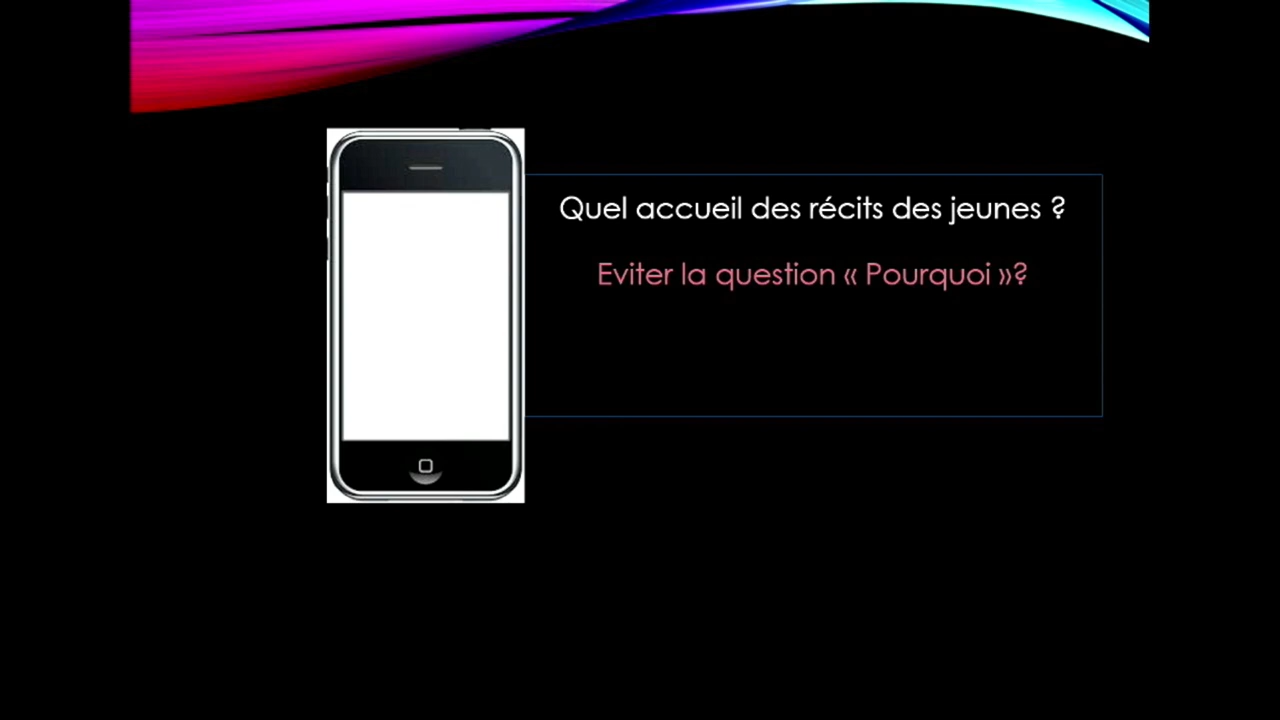 Quel accueil des récits des jeunes ?
Eviter la question « Pourquoi »?